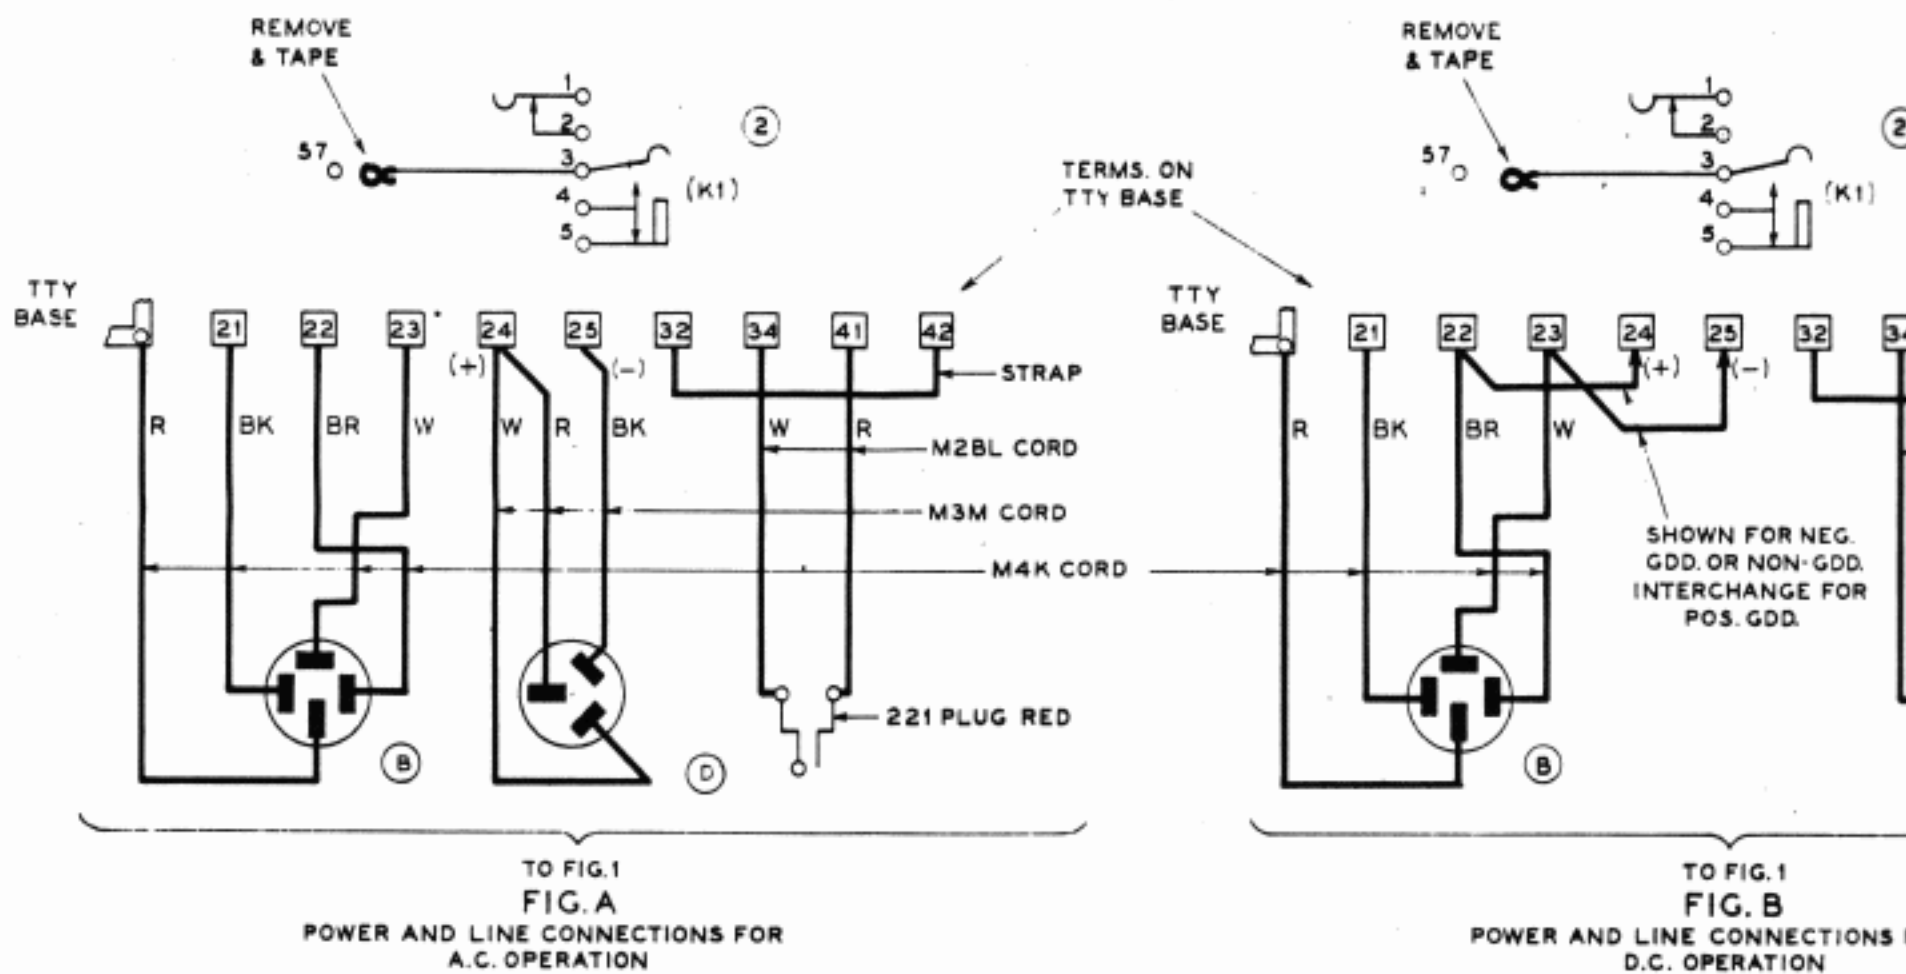 REMOVE
& TAPE
1
2
57
3
4
5
(K1)
2
TERMS. ON
TTY BASE
TTY
BASE
21
22
23
24
25
32
34
41
42
(+)
(-)
STRAP
R
BK
BR
W
W
R
BK
W
R
M2BL CORD
M3M CORD
M4K CORD
221 PLUG RED
B
D
TO FIG.1
FIG. A
POWER AND LINE CONNECTIONS FOR
A.C. OPERATION
REMOVE
& TAPE
1
2
57
3
4
5
(K1)
2
TTY
BASE
21
22
23
24
25
32
34
(+)
(-)
R
BK
BR
W
SHOWN FOR NEG.
GDD. OR NON-GDD.
INTERCHANGE FOR
POS. GDD.
B
TO FIG. 1
FIG. B
POWER AND LINE CONNECTIONS
D.C. OPERATION